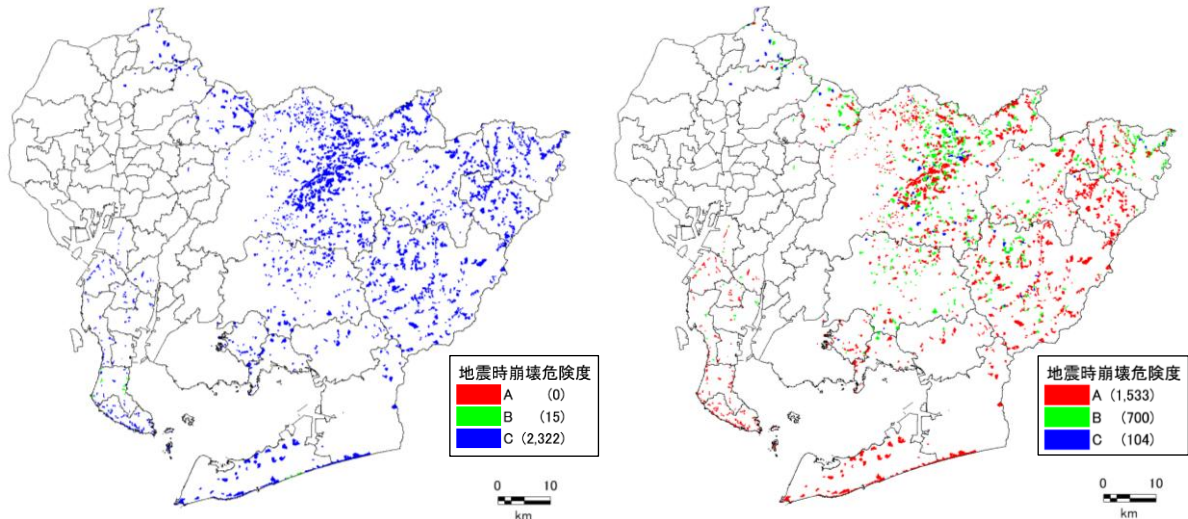 地震時崩壊危険度
A (0)
B (15)
C (2,322)
0 10
km
地震時崩壊危険度
A (1,533)
B (700)
C (104)
0 10
km